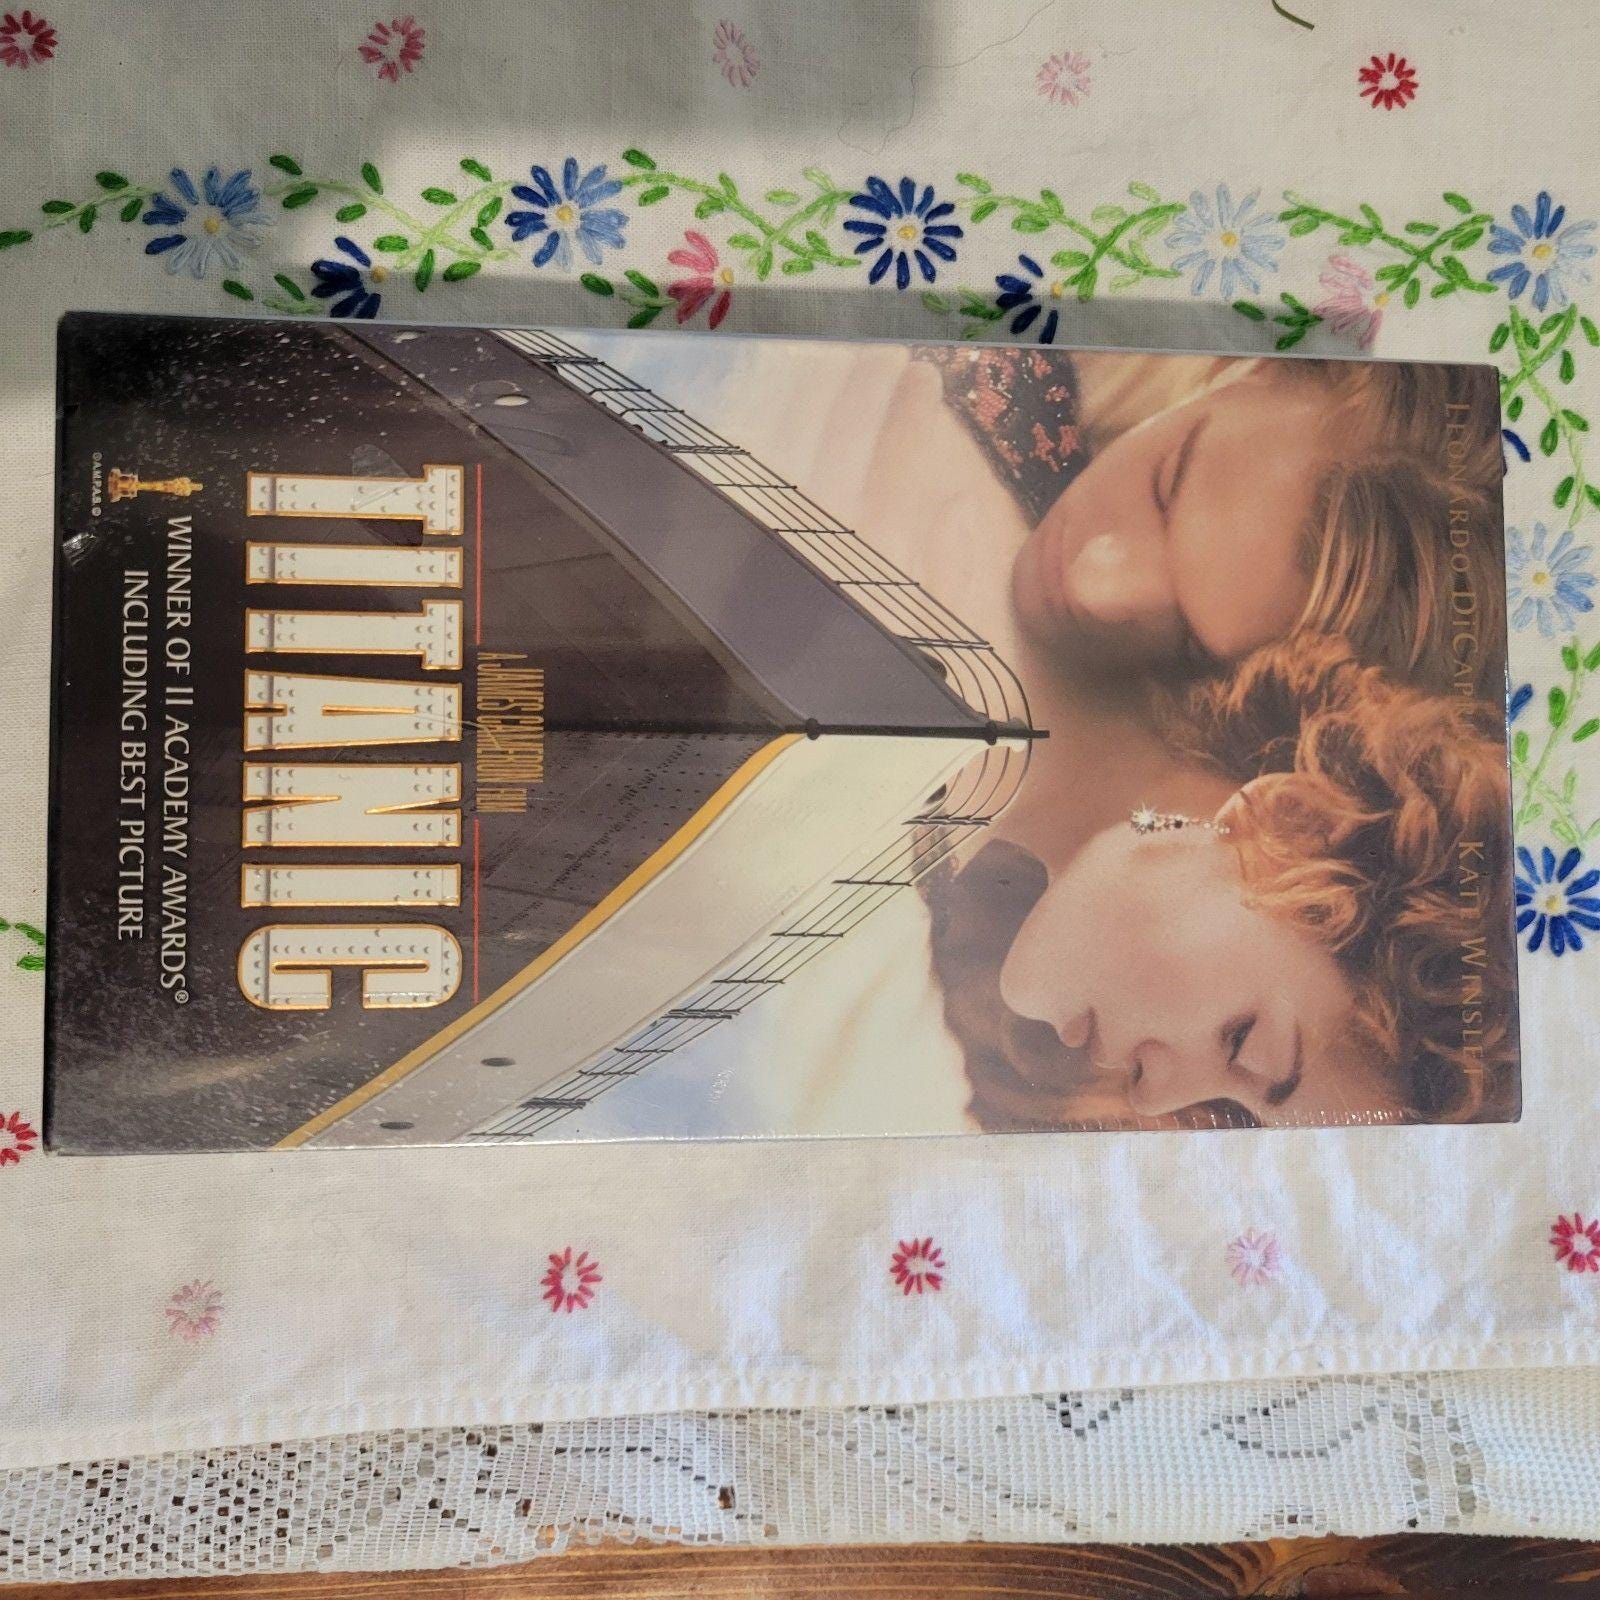 LEONARDO DiCAPRIO
KATE WINSLET
A JAMES CAMERON FILM
TITANIC
WINNER OF 11 ACADEMY AWARDS®
INCLUDING BEST PICTURE
©A.M.P.A.S.®